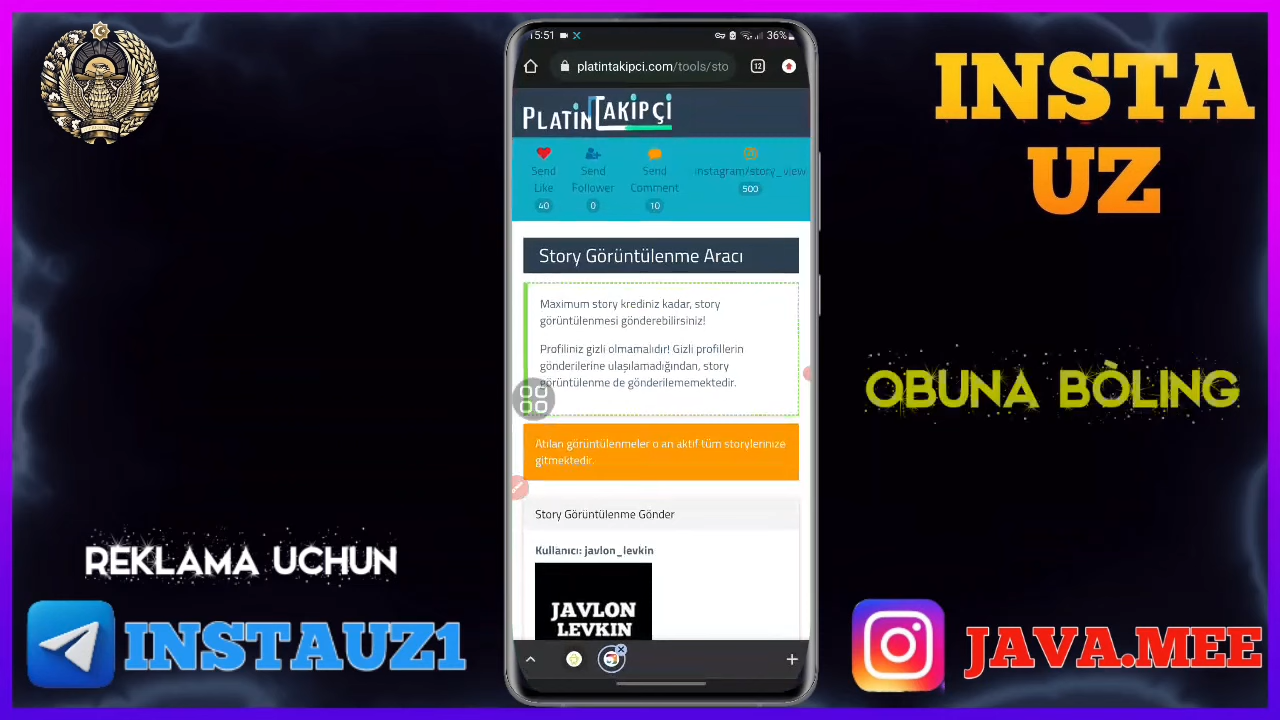 15:51
36%
platintakipci.com/tools/sto
12
PLATIN TAKİPÇİ
Send Like 40
Send Follower 0
Send Comment 10
instagram/story_view 500
Story Görüntülenme Aracı
Maximum story krediniz kadar, story
görüntülenmesi gönderebilirsiniz!
Profiliniz gizli olmamalıdır! Gizli profillerin
gönderilerine ulaşılamadığından, story
görüntülenme de gönderilememektedir.
Atılan görüntülenmeler o an aktif tüm storylerinize
gitmektedir.
Story Görüntülenme Gönder
Kullanıcı: javlon_levkin
JAVLON
LEVKIN
INSTA
UZ
OBUNA BÒLING
REKLAMA UCHUN
INSTAUZ1
JAVA.MEE